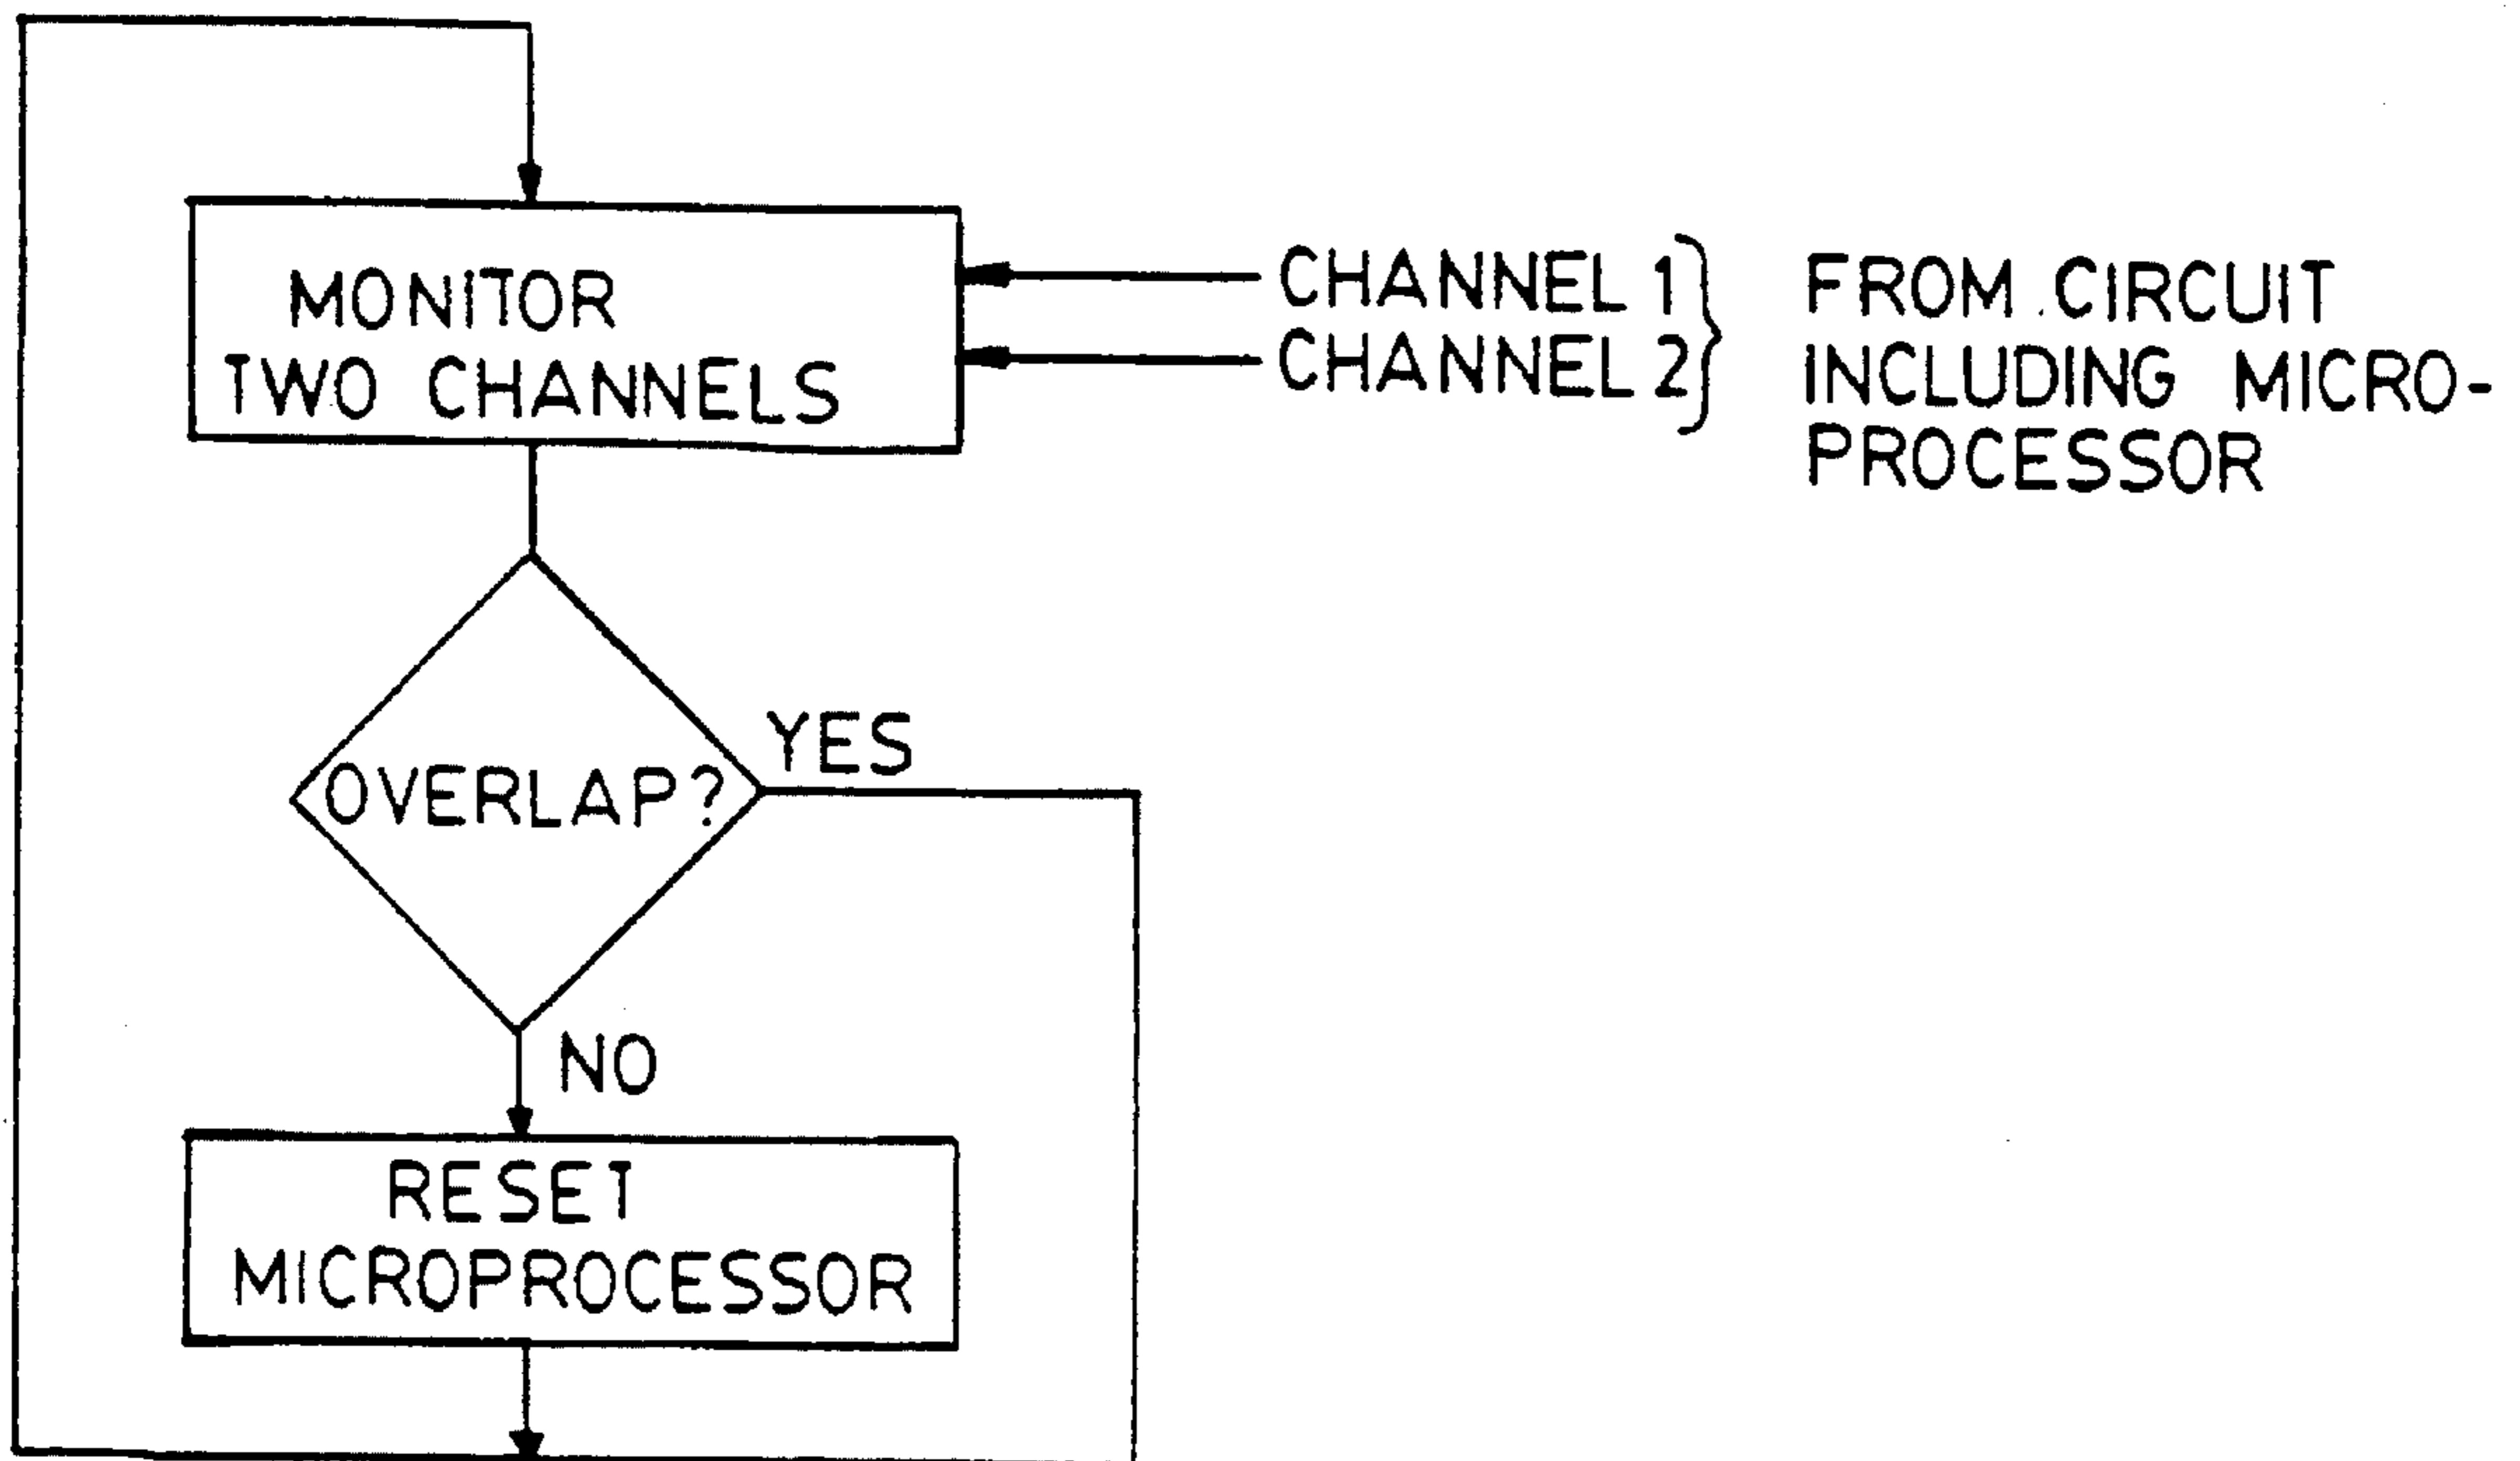 MONITOR
TWO CHANNELS
CHANNEL 1
CHANNEL 2
FROM CIRCUIT
INCLUDING MICRO-
PROCESSOR
OVERLAP?
YES
NO
RESET
MICROPROCESSOR